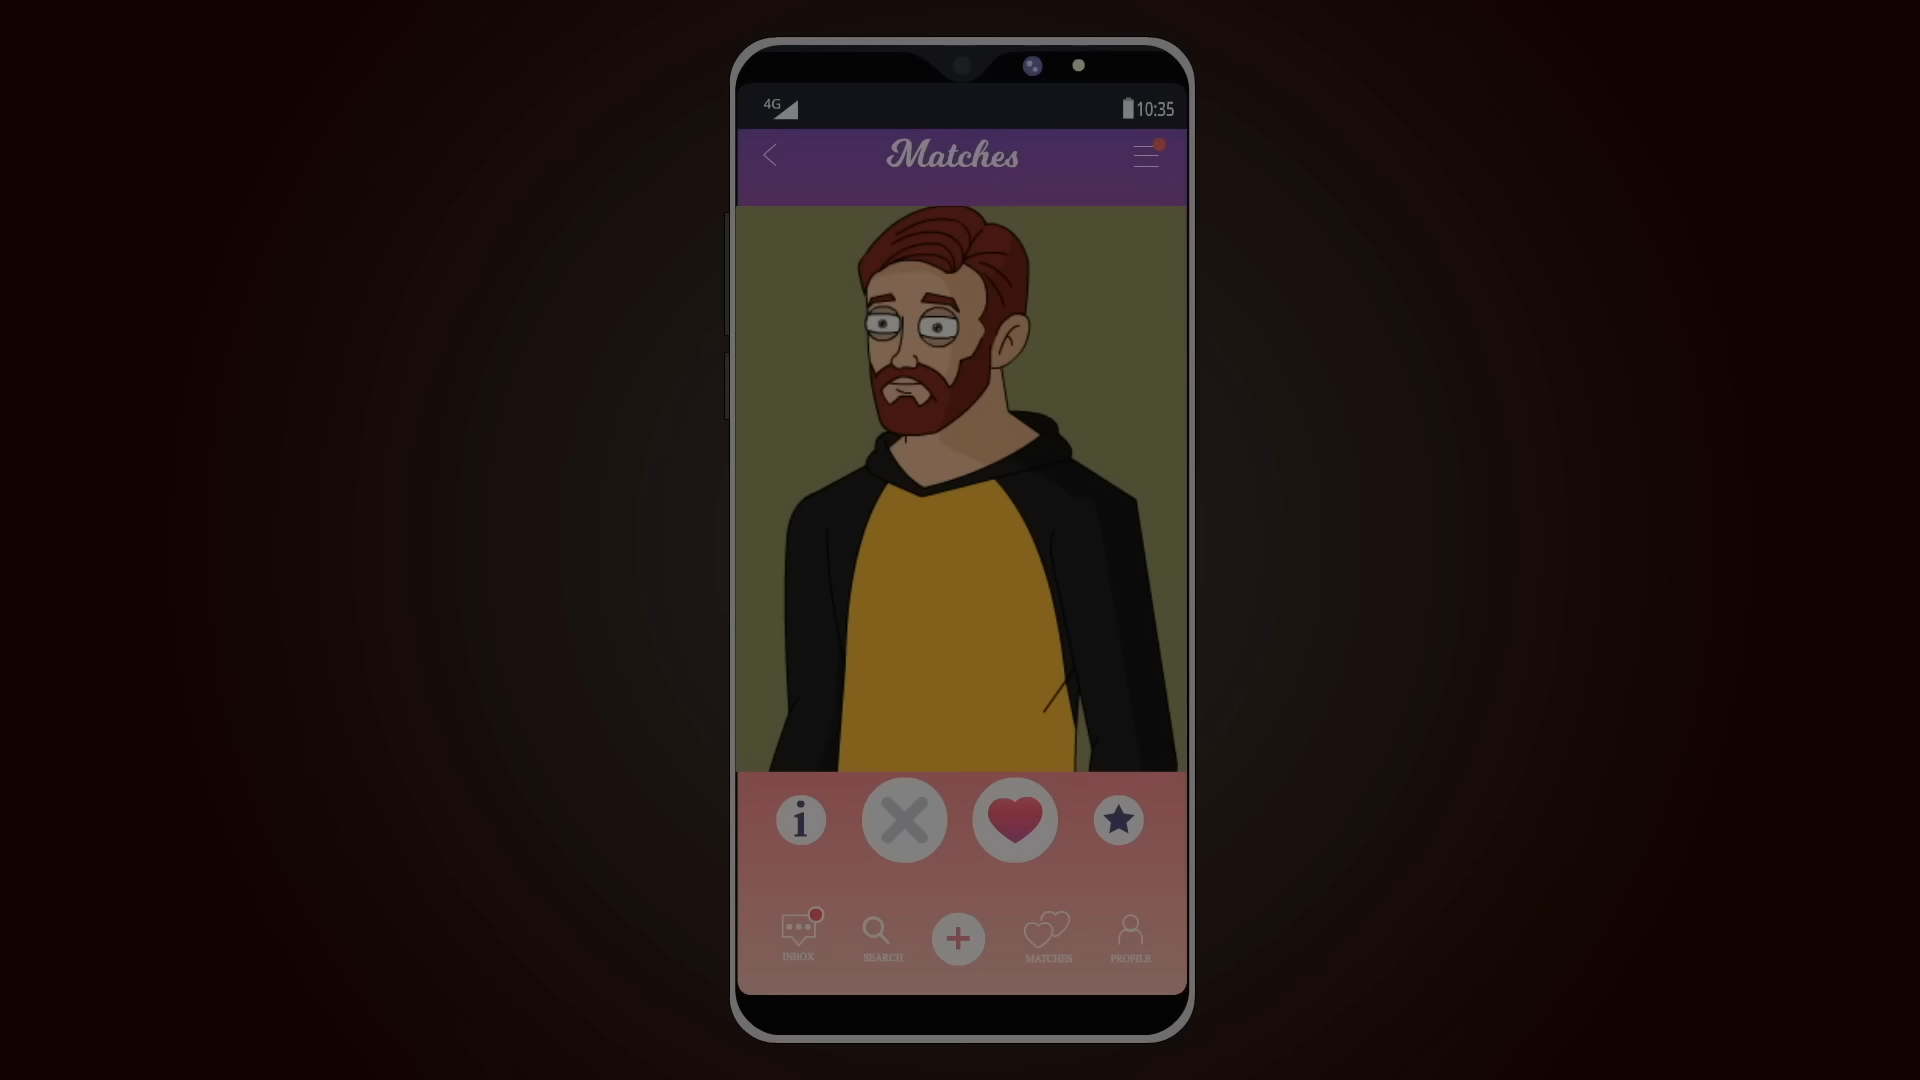 4G
10:35
Matches
INBOX
SEARCH
MATCHES
PROFILE